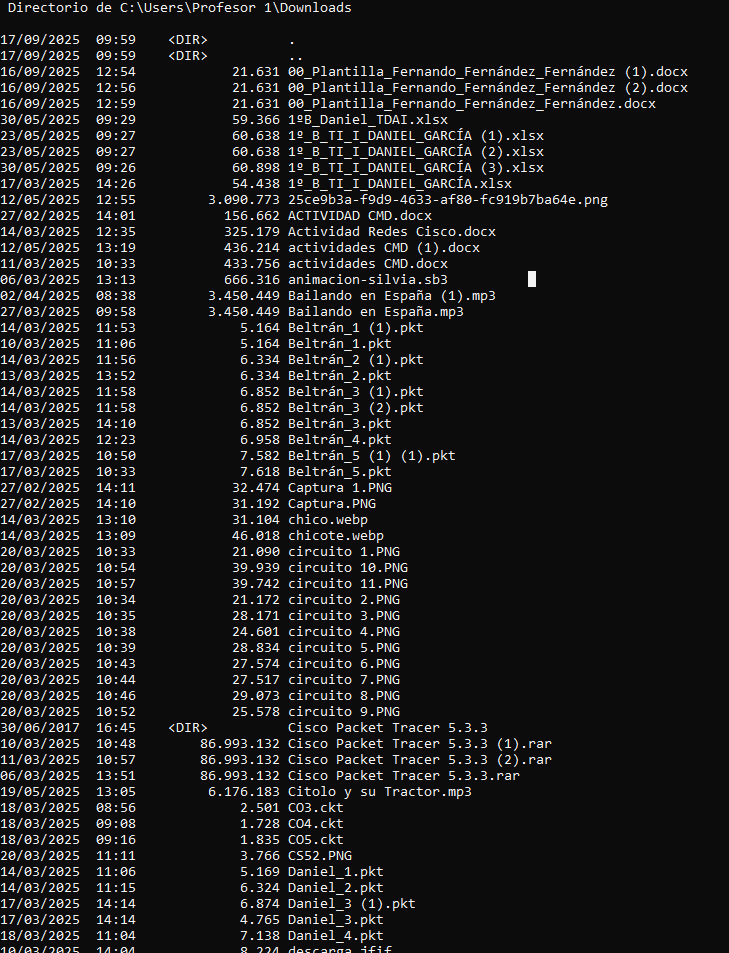 Directorio de C:\Users\Profesor 1\Downloads
17/09/2025  09:59    <DIR>          .
17/09/2025  09:59    <DIR>          ..
16/09/2025  12:54            21.631 00_Plantilla_Fernando_Fernández_Fernández (1).docx
16/09/2025  12:56            21.631 00_Plantilla_Fernando_Fernández_Fernández (2).docx
16/09/2025  12:59            21.631 00_Plantilla_Fernando_Fernández_Fernández.docx
30/05/2025  09:29            59.366 1ºB_Daniel_TDAI.xlsx
23/05/2025  09:27            60.638 1º_B_TI_I_DANIEL_GARCÍA (1).xlsx
23/05/2025  09:27            60.638 1º_B_TI_I_DANIEL_GARCÍA (2).xlsx
30/05/2025  09:26            60.898 1º_B_TI_I_DANIEL_GARCÍA (3).xlsx
17/03/2025  14:26            54.438 1º_B_TI_I_DANIEL_GARCÍA.xlsx
12/05/2025  12:55         3.090.773 25ce9b3a-f9d9-4633-af80-fc919b7ba64e.png
27/02/2025  14:01           156.662 ACTIVIDAD CMD.docx
14/03/2025  12:35           325.179 Actividad Redes Cisco.docx
12/05/2025  13:19           436.214 actividades CMD (1).docx
11/03/2025  10:33           433.756 actividades CMD.docx
06/03/2025  13:13           666.316 animacion-silvia.sb3
02/04/2025  08:38         3.450.449 Bailando en España (1).mp3
27/03/2025  09:58         3.450.449 Bailando en España.mp3
14/03/2025  11:53             5.164 Beltrán_1 (1).pkt
10/03/2025  11:06             5.164 Beltrán_1.pkt
14/03/2025  11:56             6.334 Beltrán_2 (1).pkt
13/03/2025  13:52             6.334 Beltrán_2.pkt
14/03/2025  11:58             6.852 Beltrán_3 (1).pkt
14/03/2025  11:58             6.852 Beltrán_3 (2).pkt
13/03/2025  14:10             6.852 Beltrán_3.pkt
14/03/2025  12:23             6.958 Beltrán_4.pkt
17/03/2025  10:50             7.582 Beltrán_5 (1) (1).pkt
17/03/2025  10:33             7.618 Beltrán_5.pkt
27/02/2025  14:11            32.474 Captura 1.PNG
27/02/2025  14:10            31.192 Captura.PNG
14/03/2025  13:10            31.104 chico.webp
14/03/2025  13:09            46.018 chicote.webp
20/03/2025  10:33            21.090 circuito 1.PNG
20/03/2025  10:54            39.939 circuito 10.PNG
20/03/2025  10:57            39.742 circuito 11.PNG
20/03/2025  10:34            21.172 circuito 2.PNG
20/03/2025  10:35            28.171 circuito 3.PNG
20/03/2025  10:38            24.601 circuito 4.PNG
20/03/2025  10:39            28.834 circuito 5.PNG
20/03/2025  10:43            27.574 circuito 6.PNG
20/03/2025  10:44            27.517 circuito 7.PNG
20/03/2025  10:46            29.073 circuito 8.PNG
20/03/2025  10:52            25.578 circuito 9.PNG
30/06/2017  16:45    <DIR>          Cisco Packet Tracer 5.3.3
10/03/2025  10:48        86.993.132 Cisco Packet Tracer 5.3.3 (1).rar
11/03/2025  10:57        86.993.132 Cisco Packet Tracer 5.3.3 (2).rar
06/03/2025  13:51        86.993.132 Cisco Packet Tracer 5.3.3.rar
19/05/2025  13:05         6.176.183 Citolo y su Tractor.mp3
18/03/2025  08:56             2.501 CO3.ckt
18/03/2025  09:08             1.728 CO4.ckt
18/03/2025  09:16             1.835 CO5.ckt
20/03/2025  11:11             3.766 CS52.PNG
14/03/2025  11:06             5.169 Daniel_1.pkt
14/03/2025  11:15             6.324 Daniel_2.pkt
17/03/2025  14:14             6.874 Daniel_3 (1).pkt
17/03/2025  14:14             4.765 Daniel_3.pkt
18/03/2025  11:04             7.138 Daniel_4.pkt
10/03/2025  14:04             8.224 descarga.jfif